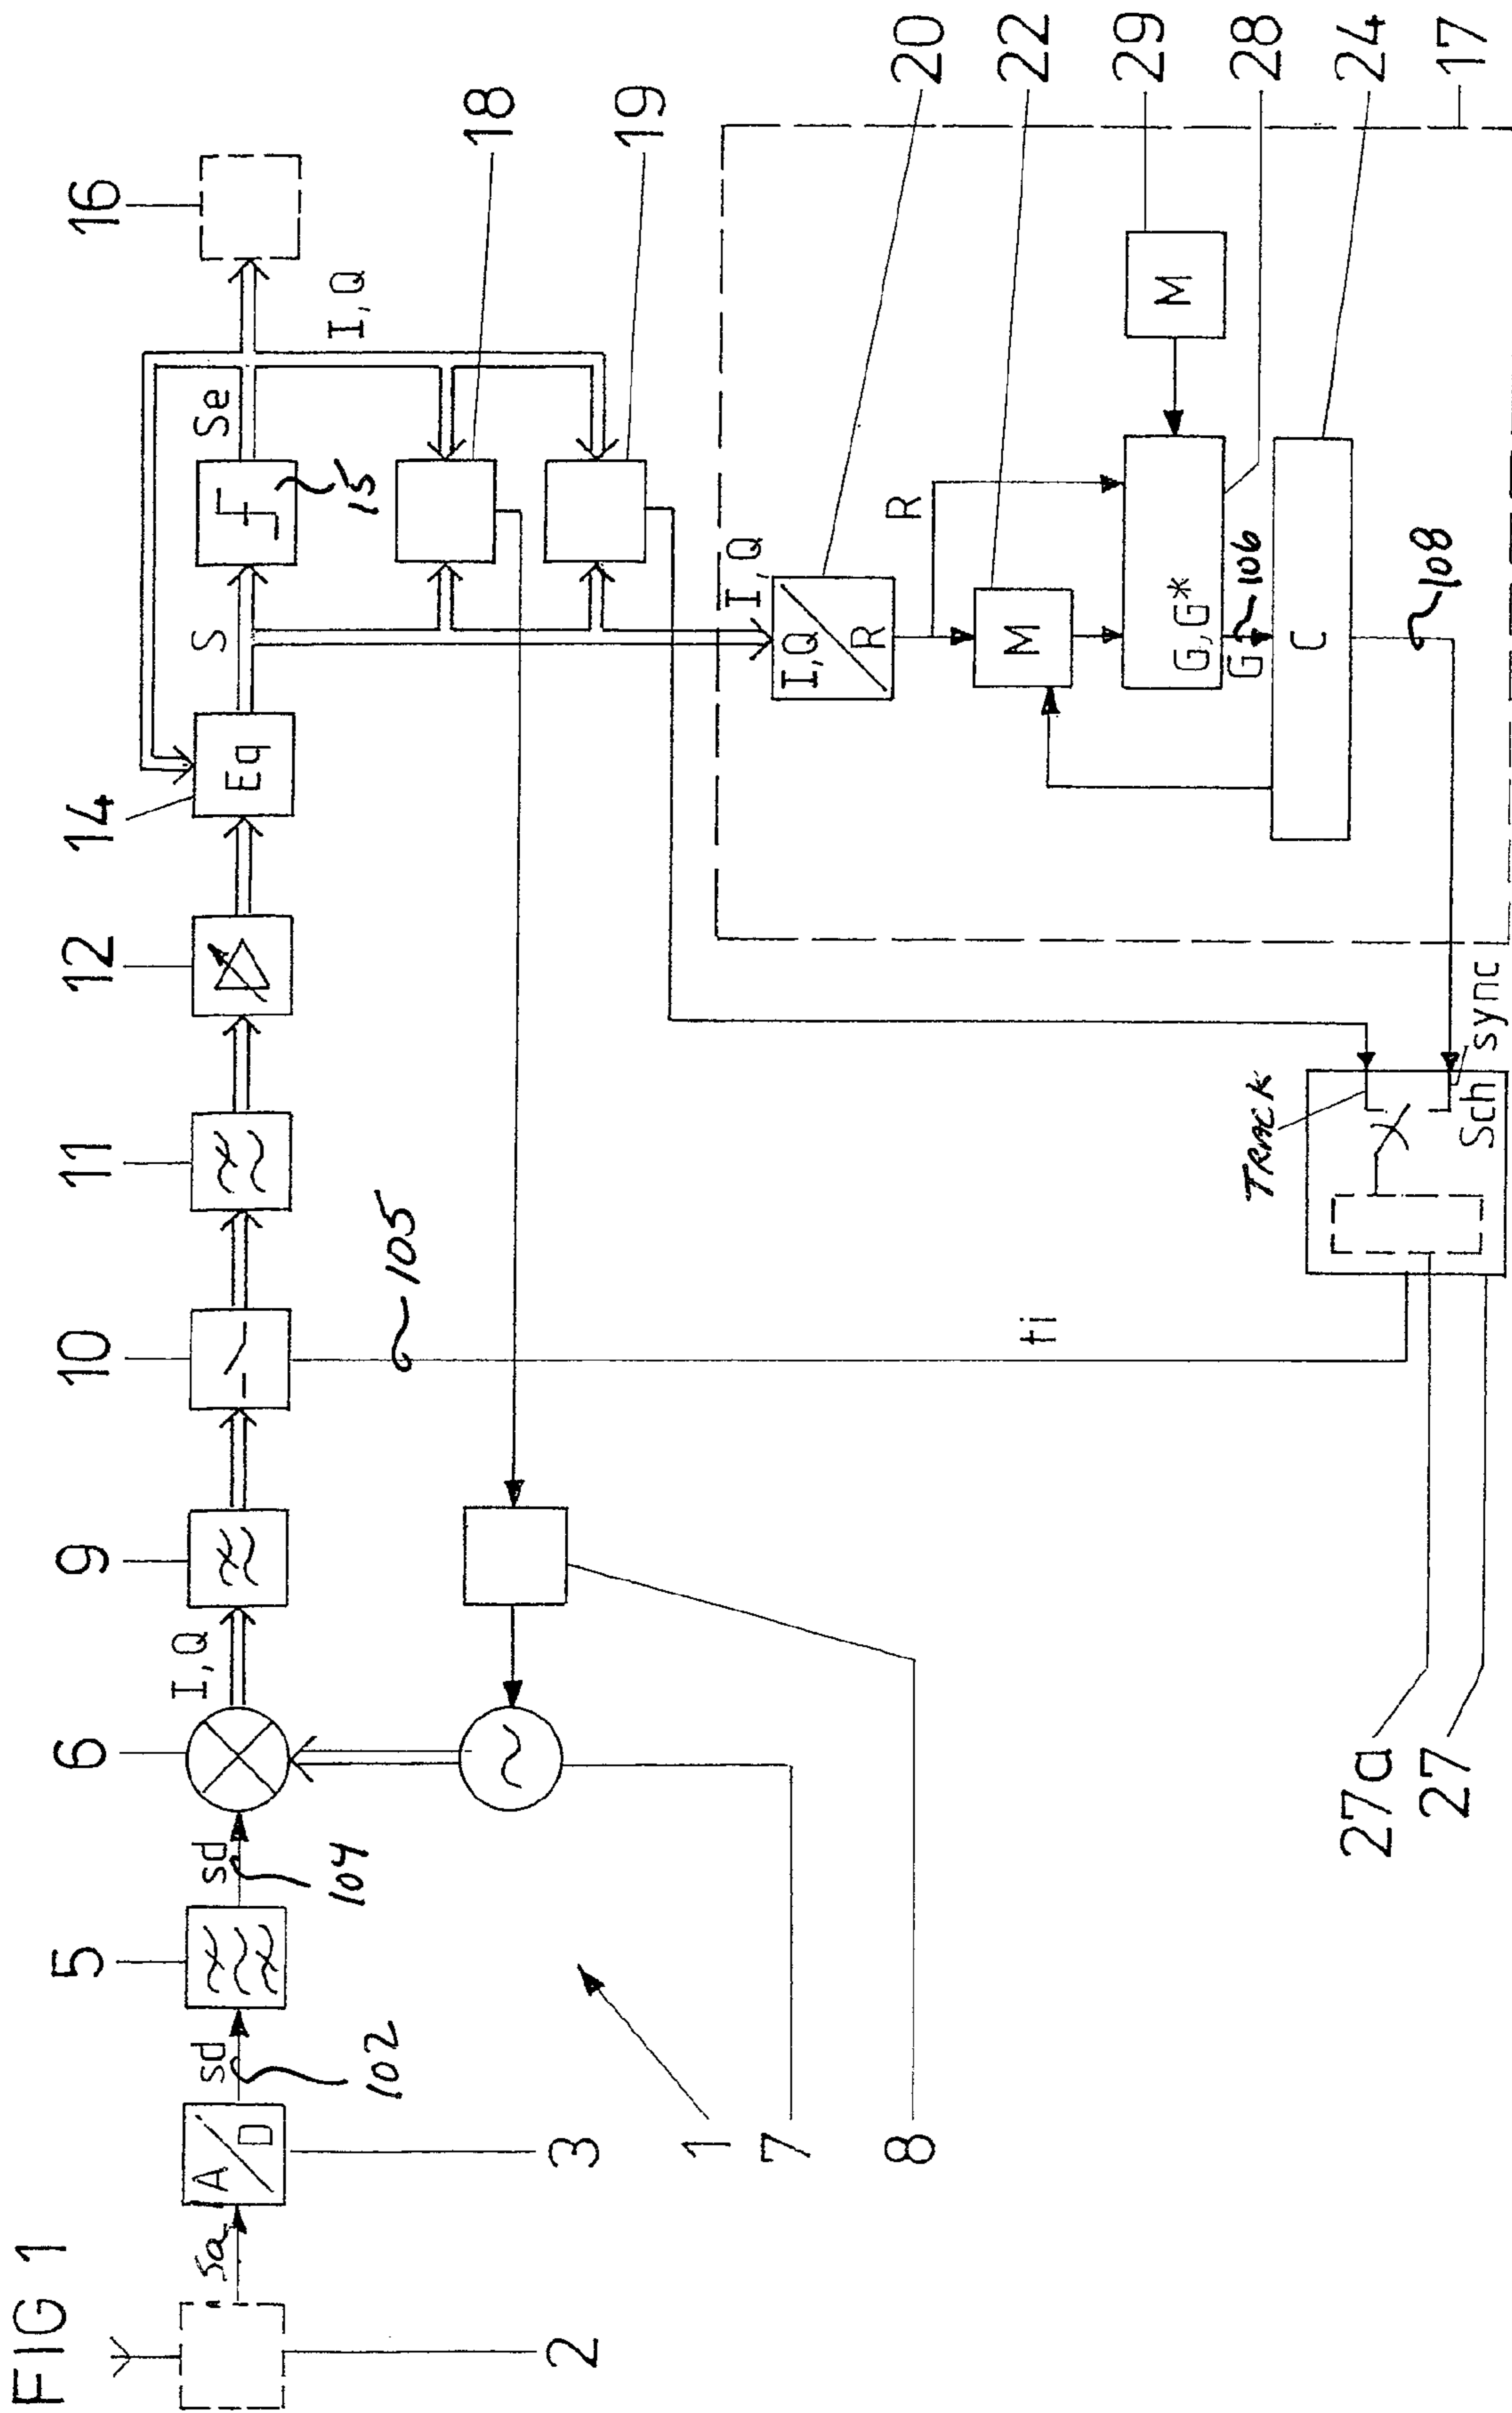 FIG 1
2
sa
A/D
3
sd
102
5
sd
104
6
I, Q
7
8
1
9
10
105
ti
11
12
14
Eq
S
15
Se
I, Q
16
18
19
I, Q
I,Q/R
20
R
M
22
M
29
G, G*
28
G
106
C
24
108
17
TRACK
Sch
sync
27a
27